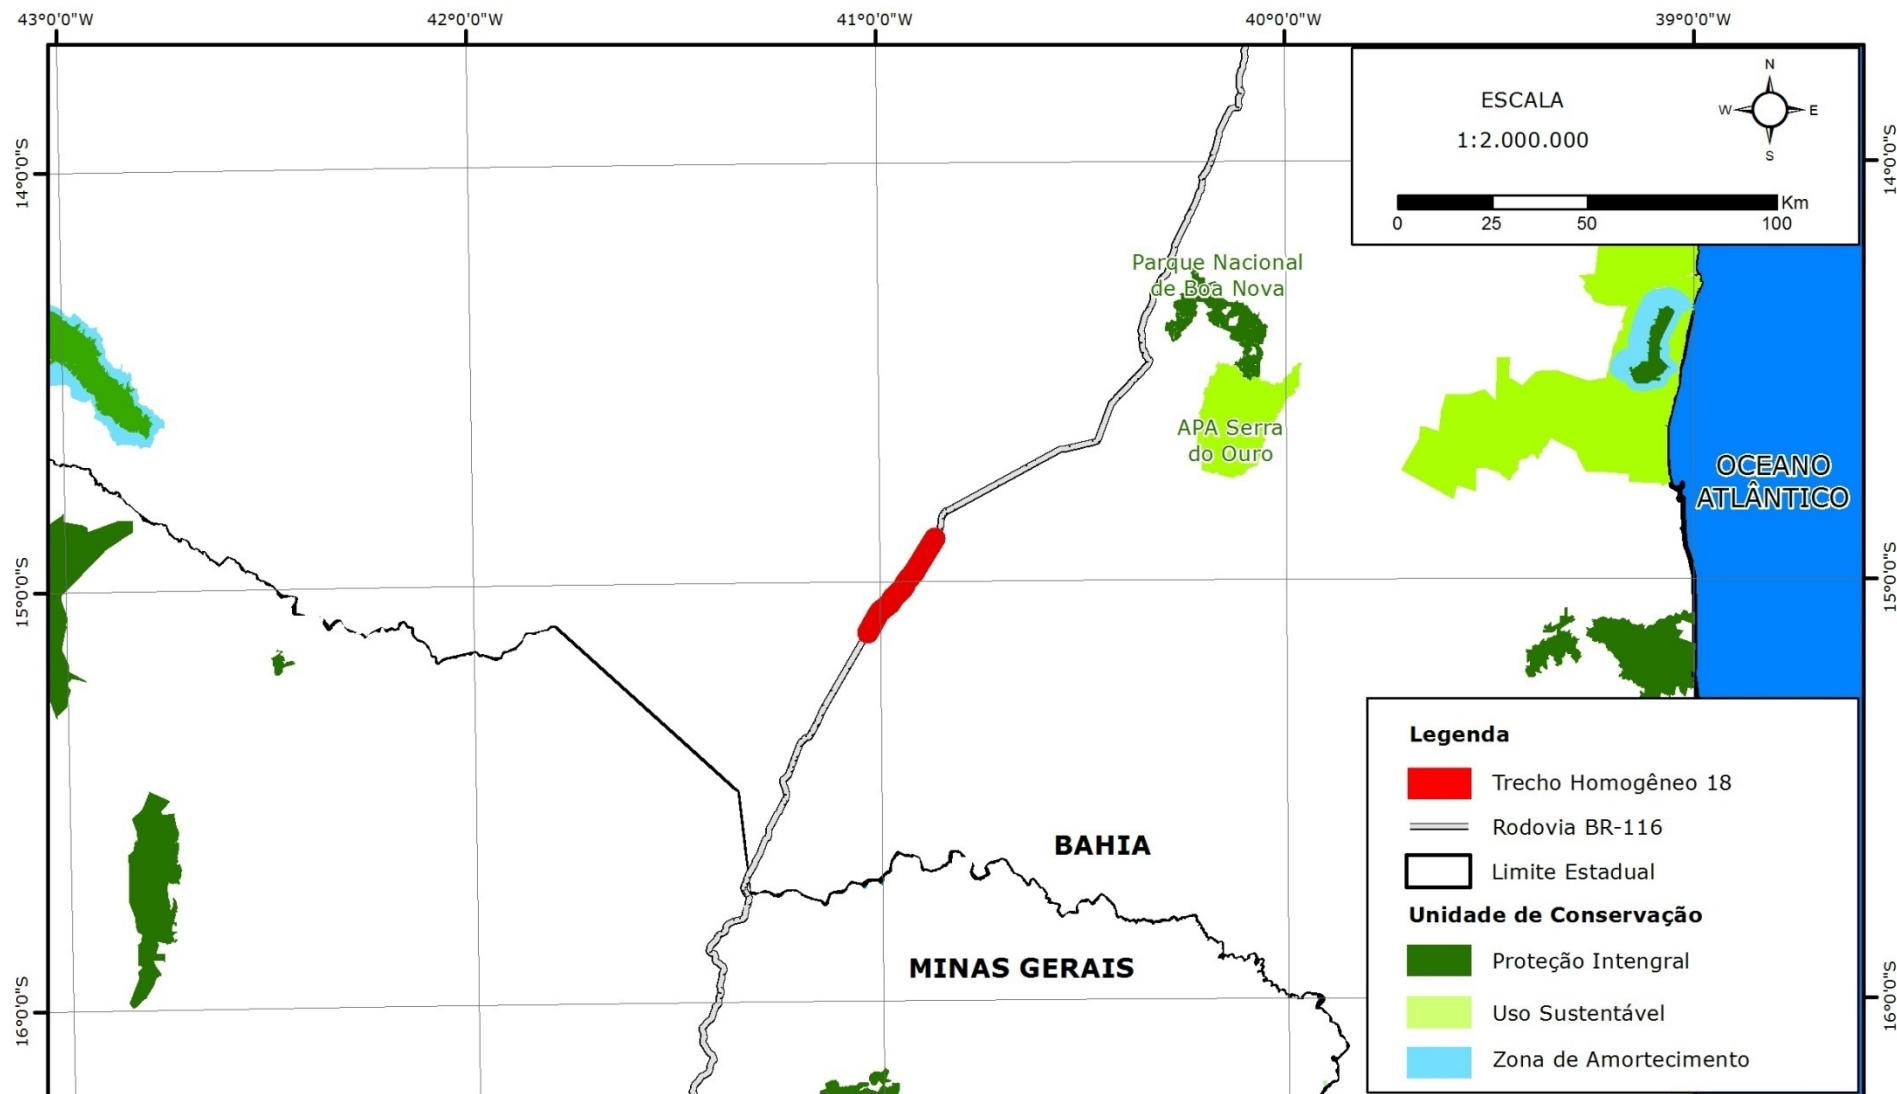 43°0'0"W
42°0'0"W
41°0'0"W
40°0'0"W
39°0'0"W
14°0'0"S
15°0'0"S
16°0'0"S
14°0'0"S
15°0'0"S
16°0'0"S
ESCALA
1:2.000.000
N
W
E
S
Km
0
25
50
100
Parque Nacional
de Boa Nova
APA Serra
do Ouro
OCEANO
ATLÂNTICO
BAHIA
MINAS GERAIS
Legenda
Trecho Homogêneo 18
Rodovia BR-116
Limite Estadual
Unidade de Conservação
Proteção Intengral
Uso Sustentável
Zona de Amortecimento